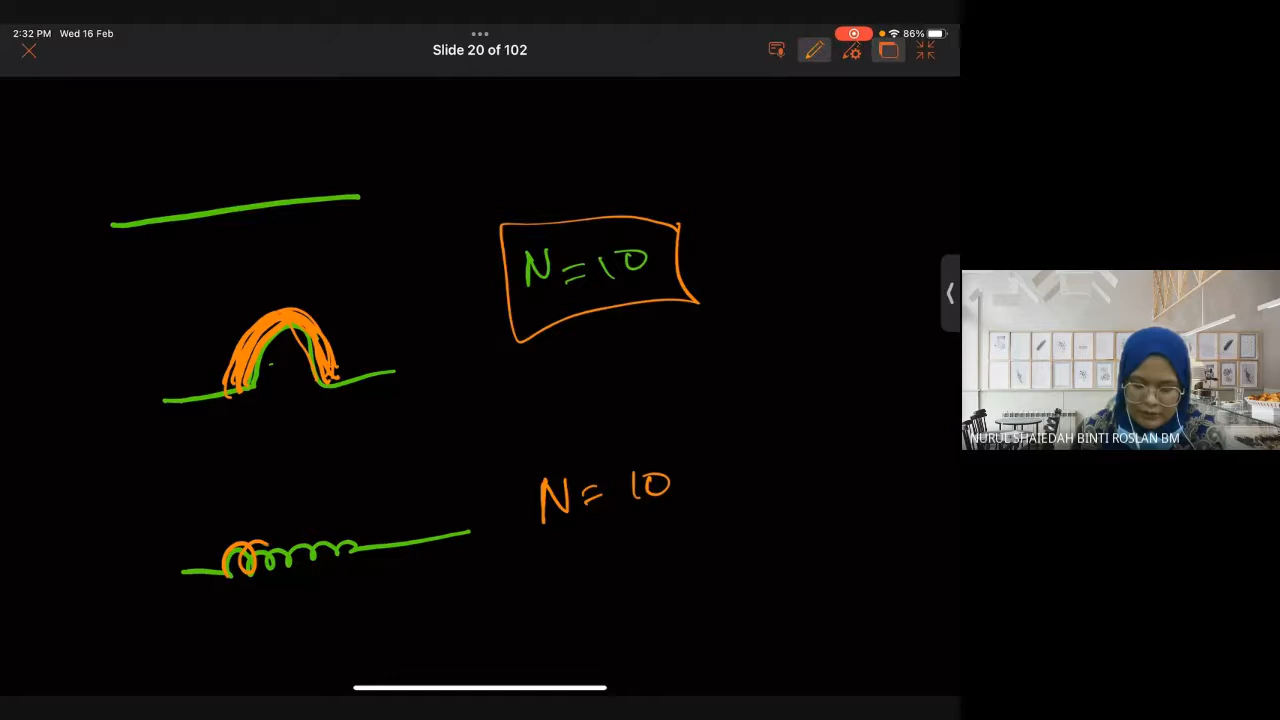 2:32 PM Wed 16 Feb
86%
Slide 20 of 102
N = 10
N = 10
NURUL SHAIEDAH BINTI ROSLAN BM